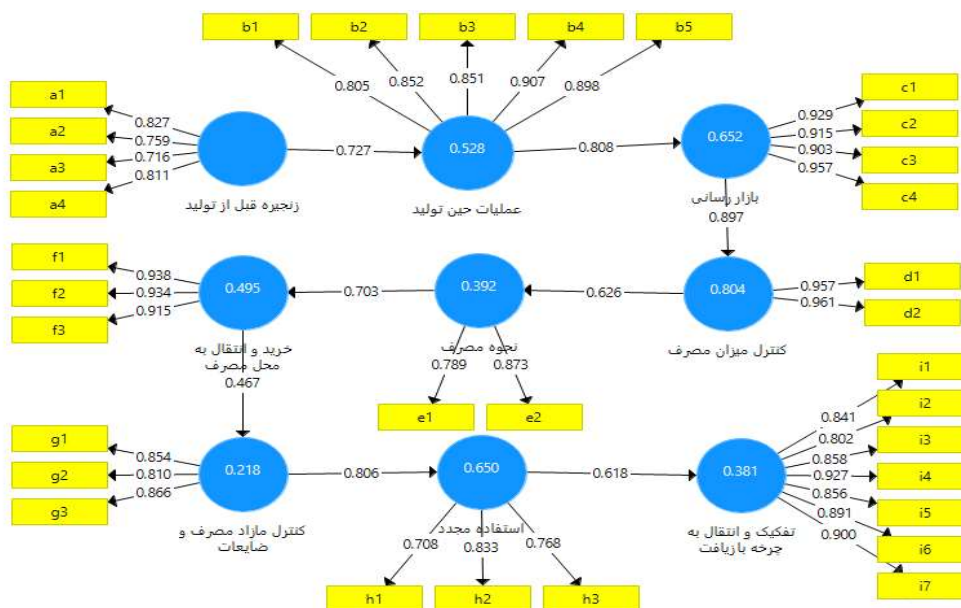 b1
b2
b3
b4
b5
0.805
0.852
0.851
0.907
0.898
a1
a2
a3
a4
0.827
0.759
0.716
0.811
زنجیره قبل از تولید
0.727
0.528
عملیات حین تولید
0.808
0.652
بازار رسانی
0.929
0.915
0.903
0.957
c1
c2
c3
c4
0.897
f1
f2
f3
0.938
0.934
0.915
0.495
خرید و انتقال به
محل مصرف
0.703
0.392
نحوه مصرف
0.626
0.804
کنترل میزان مصرف
0.957
0.961
d1
d2
0.789
0.873
e1
e2
0.467
g1
g2
g3
0.854
0.810
0.866
0.218
کنترل مازاد مصرف و
ضایعات
0.806
0.650
استفاده مجدد
0.708
0.833
0.768
h1
h2
h3
0.618
0.381
تفکیک و انتقال به
چرخه بازیافت
0.841
0.802
0.858
0.927
0.856
0.891
0.900
i1
i2
i3
i4
i5
i6
i7